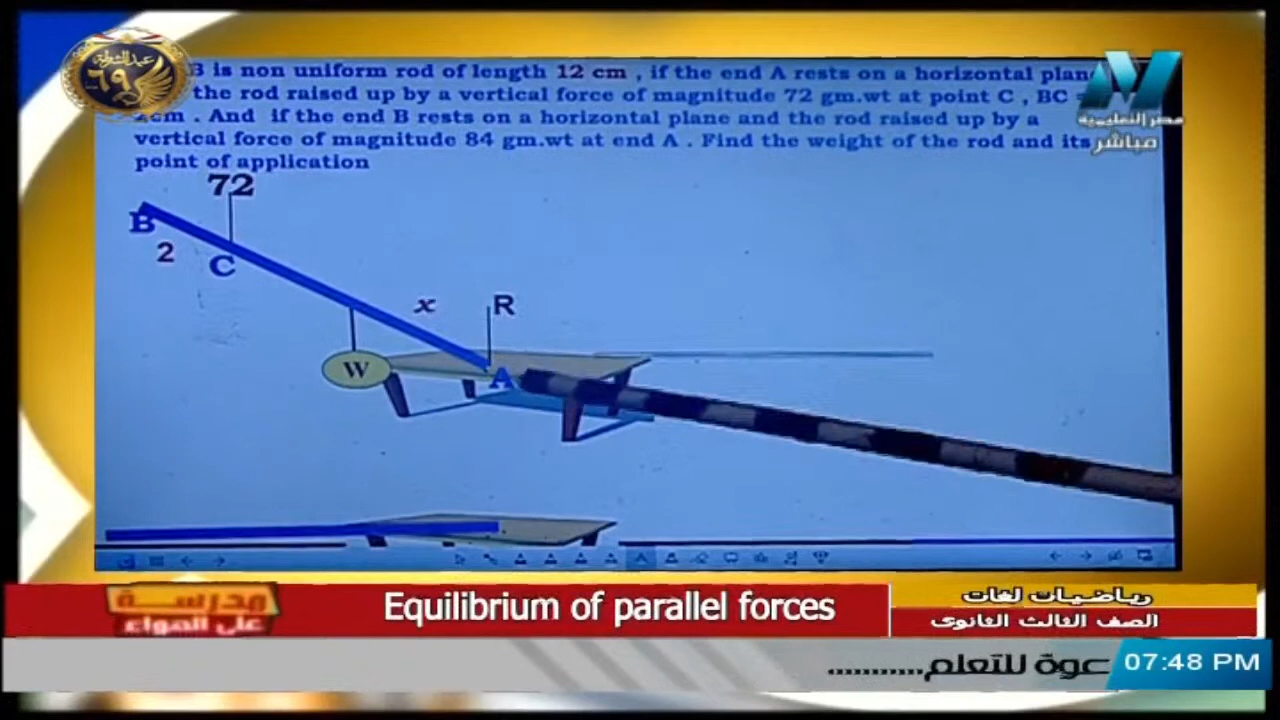 B is non uniform rod of length 12 cm , if the end A rests on a horizontal plan
the rod raised up by a vertical force of magnitude 72 gm.wt at point C , BC =
cm . And if the end B rests on a horizontal plane and the rod raised up by a
vertical force of magnitude 84 gm.wt at end A . Find the weight of the rod and its
point of application
72
B
2
C
x
R
W
A
مصر التعليمية
مباشر
عيد الشرطة
٦٩
مدرسة
على الهواء
Equilibrium of parallel forces
رياضيات لغات
الصف الثالث الثانوى
عوة للتعلم...........
07:48 PM